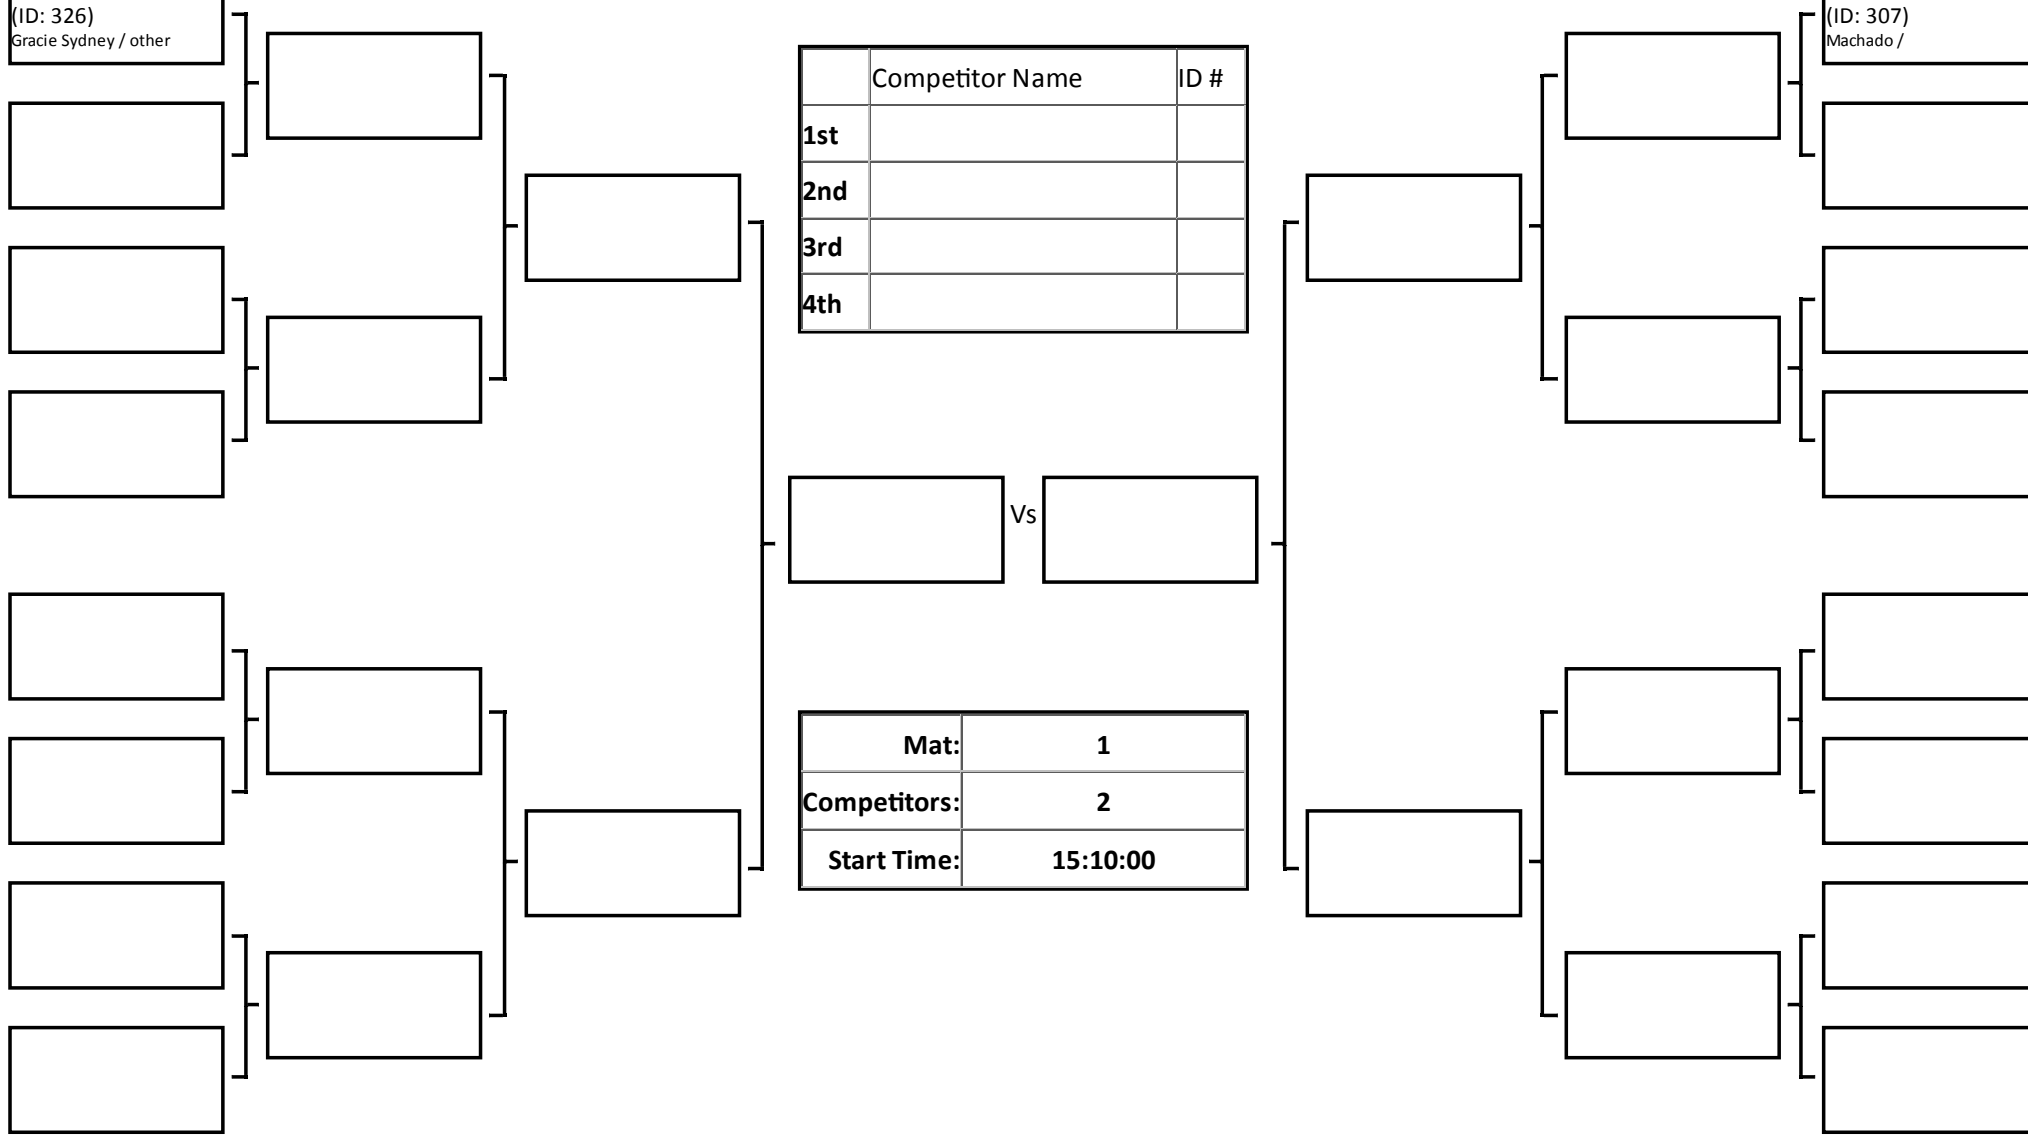 (ID: 326)
Gracie Sydney / other
(ID: 307)
Machado /
Competitor Name ID #
1st
2nd
3rd
4th
Vs
Mat: 1
Competitors: 2
Start Time: 15:10:00